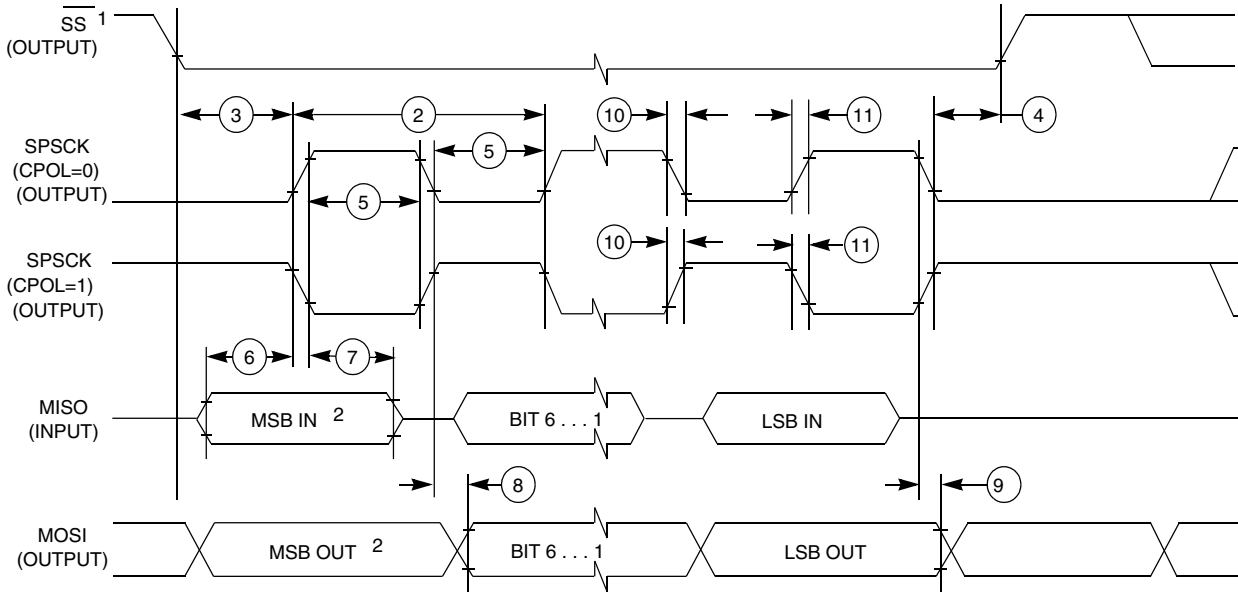 SS 1
(OUTPUT)
3
2
10
11
4
SPSCK
(CPOL=0)
(OUTPUT)
5
5
10
11
SPSCK
(CPOL=1)
(OUTPUT)
6
7
MISO
(INPUT)
MSB IN 2
BIT 6 . . . 1
LSB IN
8
9
MOSI
(OUTPUT)
MSB OUT 2
BIT 6 . . . 1
LSB OUT